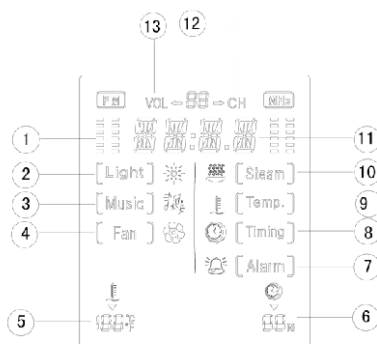 13 12
FM VOL 88 CH MHz
1 11
2 Light Steam 10
3 Music Temp. 9
4 Fan Timing 8
Alarm 7
5 6